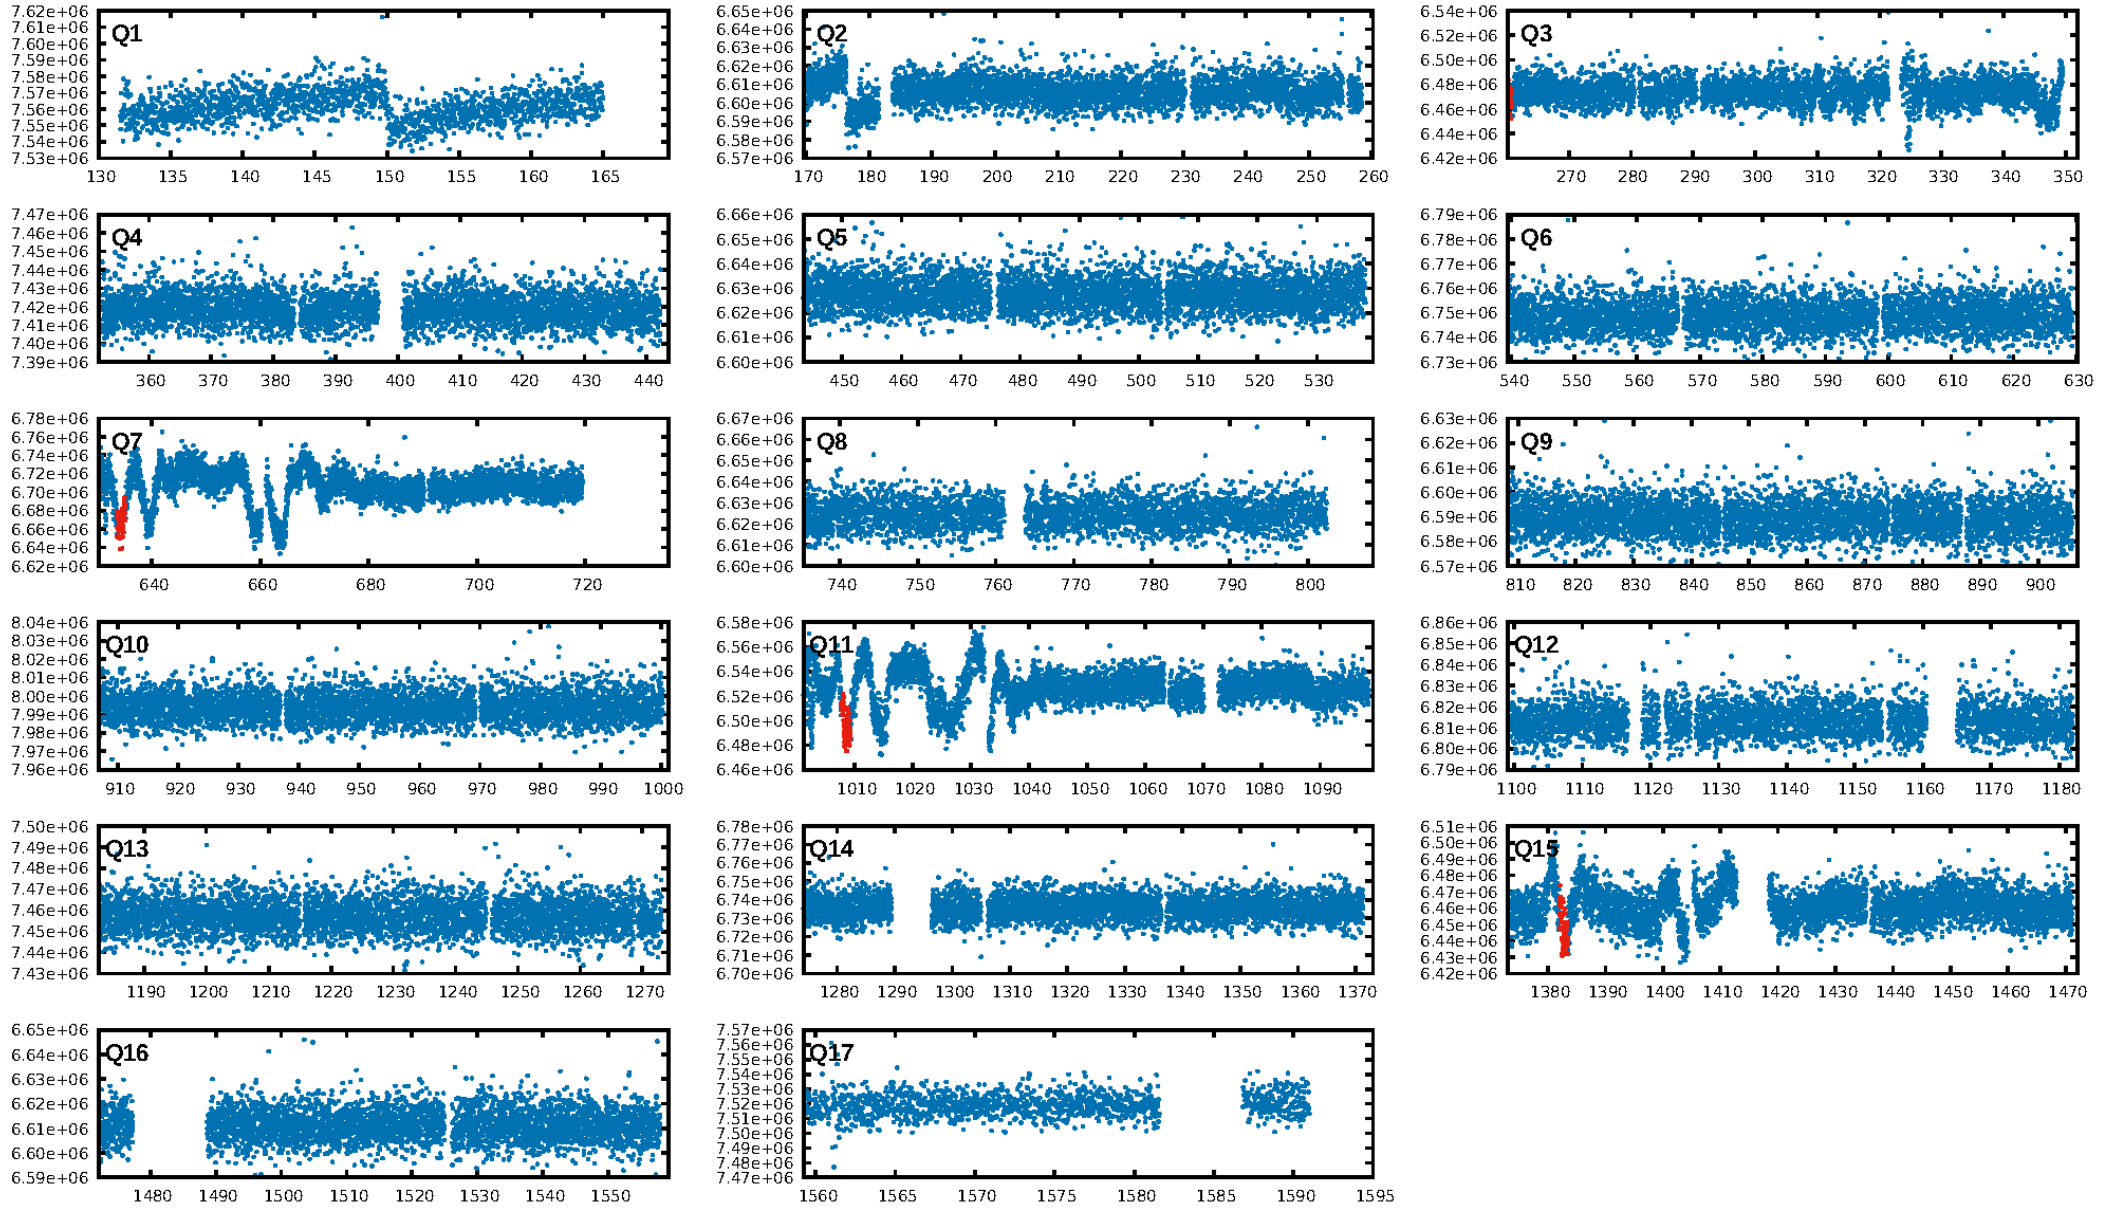 7.62e+06
7.61e+06
7.60e+06
7.59e+06
7.58e+06
7.57e+06
7.56e+06
7.55e+06
7.54e+06
7.53e+06
Q1
130 135 140 145 150 155 160 165
6.65e+06
6.64e+06
6.63e+06
6.62e+06
6.61e+06
6.60e+06
6.59e+06
6.58e+06
6.57e+06
Q2
170 180 190 200 210 220 230 240 250 260
6.54e+06
6.52e+06
6.50e+06
6.48e+06
6.46e+06
6.44e+06
6.42e+06
Q3
270 280 290 300 310 320 330 340 350
7.47e+06
7.46e+06
7.45e+06
7.44e+06
7.43e+06
7.42e+06
7.41e+06
7.40e+06
7.39e+06
Q4
360 370 380 390 400 410 420 430 440
6.66e+06
6.65e+06
6.64e+06
6.63e+06
6.62e+06
6.61e+06
6.60e+06
Q5
450 460 470 480 490 500 510 520 530
6.79e+06
6.78e+06
6.77e+06
6.76e+06
6.75e+06
6.74e+06
6.73e+06
Q6
540 550 560 570 580 590 600 610 620 630
6.78e+06
6.76e+06
6.74e+06
6.72e+06
6.70e+06
6.68e+06
6.66e+06
6.64e+06
6.62e+06
Q7
640 660 680 700 720
6.67e+06
6.66e+06
6.65e+06
6.64e+06
6.63e+06
6.62e+06
6.61e+06
6.60e+06
Q8
740 750 760 770 780 790 800
6.63e+06
6.62e+06
6.61e+06
6.60e+06
6.59e+06
6.58e+06
6.57e+06
Q9
810 820 830 840 850 860 870 880 890 900
8.04e+06
8.03e+06
8.02e+06
8.01e+06
8.00e+06
7.99e+06
7.98e+06
7.97e+06
7.96e+06
Q10
910 920 930 940 950 960 970 980 990 1000
6.58e+06
6.56e+06
6.54e+06
6.52e+06
6.50e+06
6.48e+06
6.46e+06
Q11
1010 1020 1030 1040 1050 1060 1070 1080 1090
6.86e+06
6.85e+06
6.84e+06
6.83e+06
6.82e+06
6.81e+06
6.80e+06
6.79e+06
Q12
1100 1110 1120 1130 1140 1150 1160 1170 1180
7.50e+06
7.49e+06
7.48e+06
7.47e+06
7.46e+06
7.45e+06
7.44e+06
7.43e+06
Q13
1190 1200 1210 1220 1230 1240 1250 1260 1270
6.78e+06
6.77e+06
6.76e+06
6.75e+06
6.74e+06
6.73e+06
6.72e+06
6.71e+06
6.70e+06
Q14
1280 1290 1300 1310 1320 1330 1340 1350 1360 1370
6.51e+06
6.50e+06
6.49e+06
6.48e+06
6.47e+06
6.46e+06
6.45e+06
6.44e+06
6.43e+06
6.42e+06
Q15
1380 1390 1400 1410 1420 1430 1440 1450 1460 1470
6.65e+06
6.64e+06
6.63e+06
6.62e+06
6.61e+06
6.60e+06
6.59e+06
Q16
1480 1490 1500 1510 1520 1530 1540 1550
7.57e+06
7.55e+06
7.54e+06
7.53e+06
7.52e+06
7.51e+06
7.50e+06
7.49e+06
7.48e+06
7.47e+06
Q17
1560 1565 1570 1575 1580 1585 1590 1595